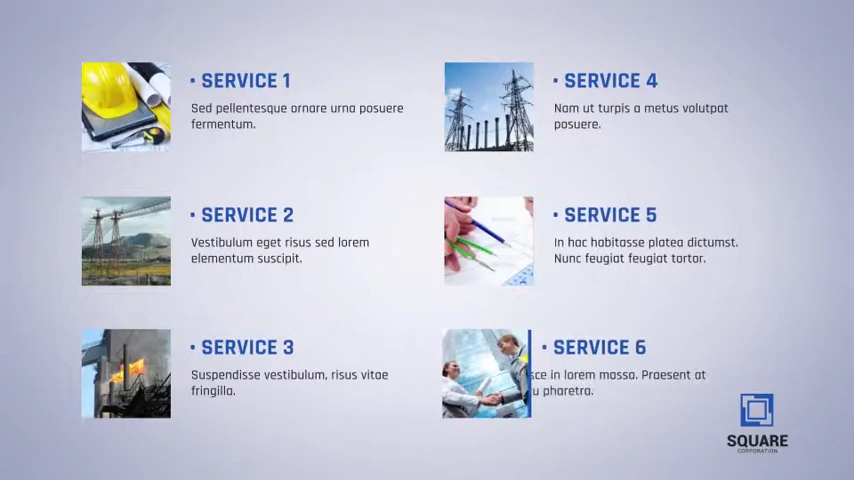 • SERVICE 1
Sed pellentesque ornare urna posuere
fermentum.
• SERVICE 2
Vestibulum eget risus sed lorem
elementum suscipit.
• SERVICE 3
Suspendisse vestibulum, risus vitae
fringilla.
• SERVICE 4
Nam ut turpis a metus volutpat
posuere.
• SERVICE 5
In hac habitasse platea dictumst.
Nunc feugiat feugiat tortor.
• SERVICE 6
in lorem massa. Praesent at
pharetra.
SQUARE
CORPORATION